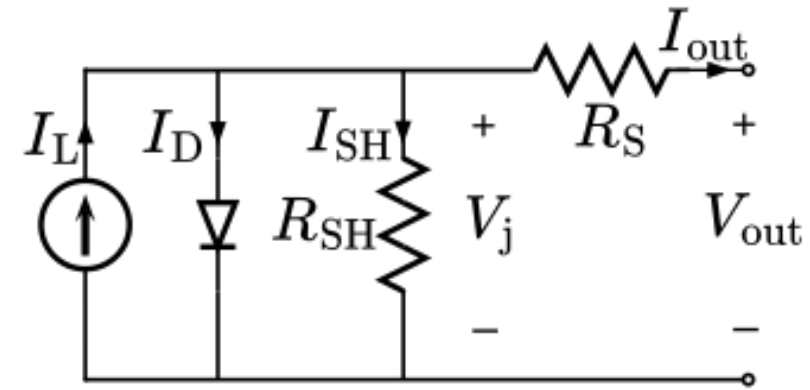 I_out
I_L I_D I_SH + R_S +
R_SH V_j V_out
− −